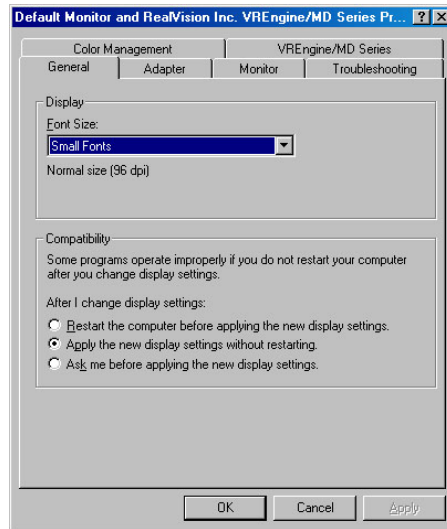 Default Monitor and RealVision Inc. VREngine/MD Series Pr...
Color Management VREngine/MD Series
General Adapter Monitor Troubleshooting
Display
Font Size:
Small Fonts
Normal size (96 dpi)
Compatibility
Some programs operate improperly if you do not restart your computer
after you change display settings.
After I change display settings:
Restart the computer before applying the new display settings.
Apply the new display settings without restarting.
Ask me before applying the new display settings.
OK Cancel Apply